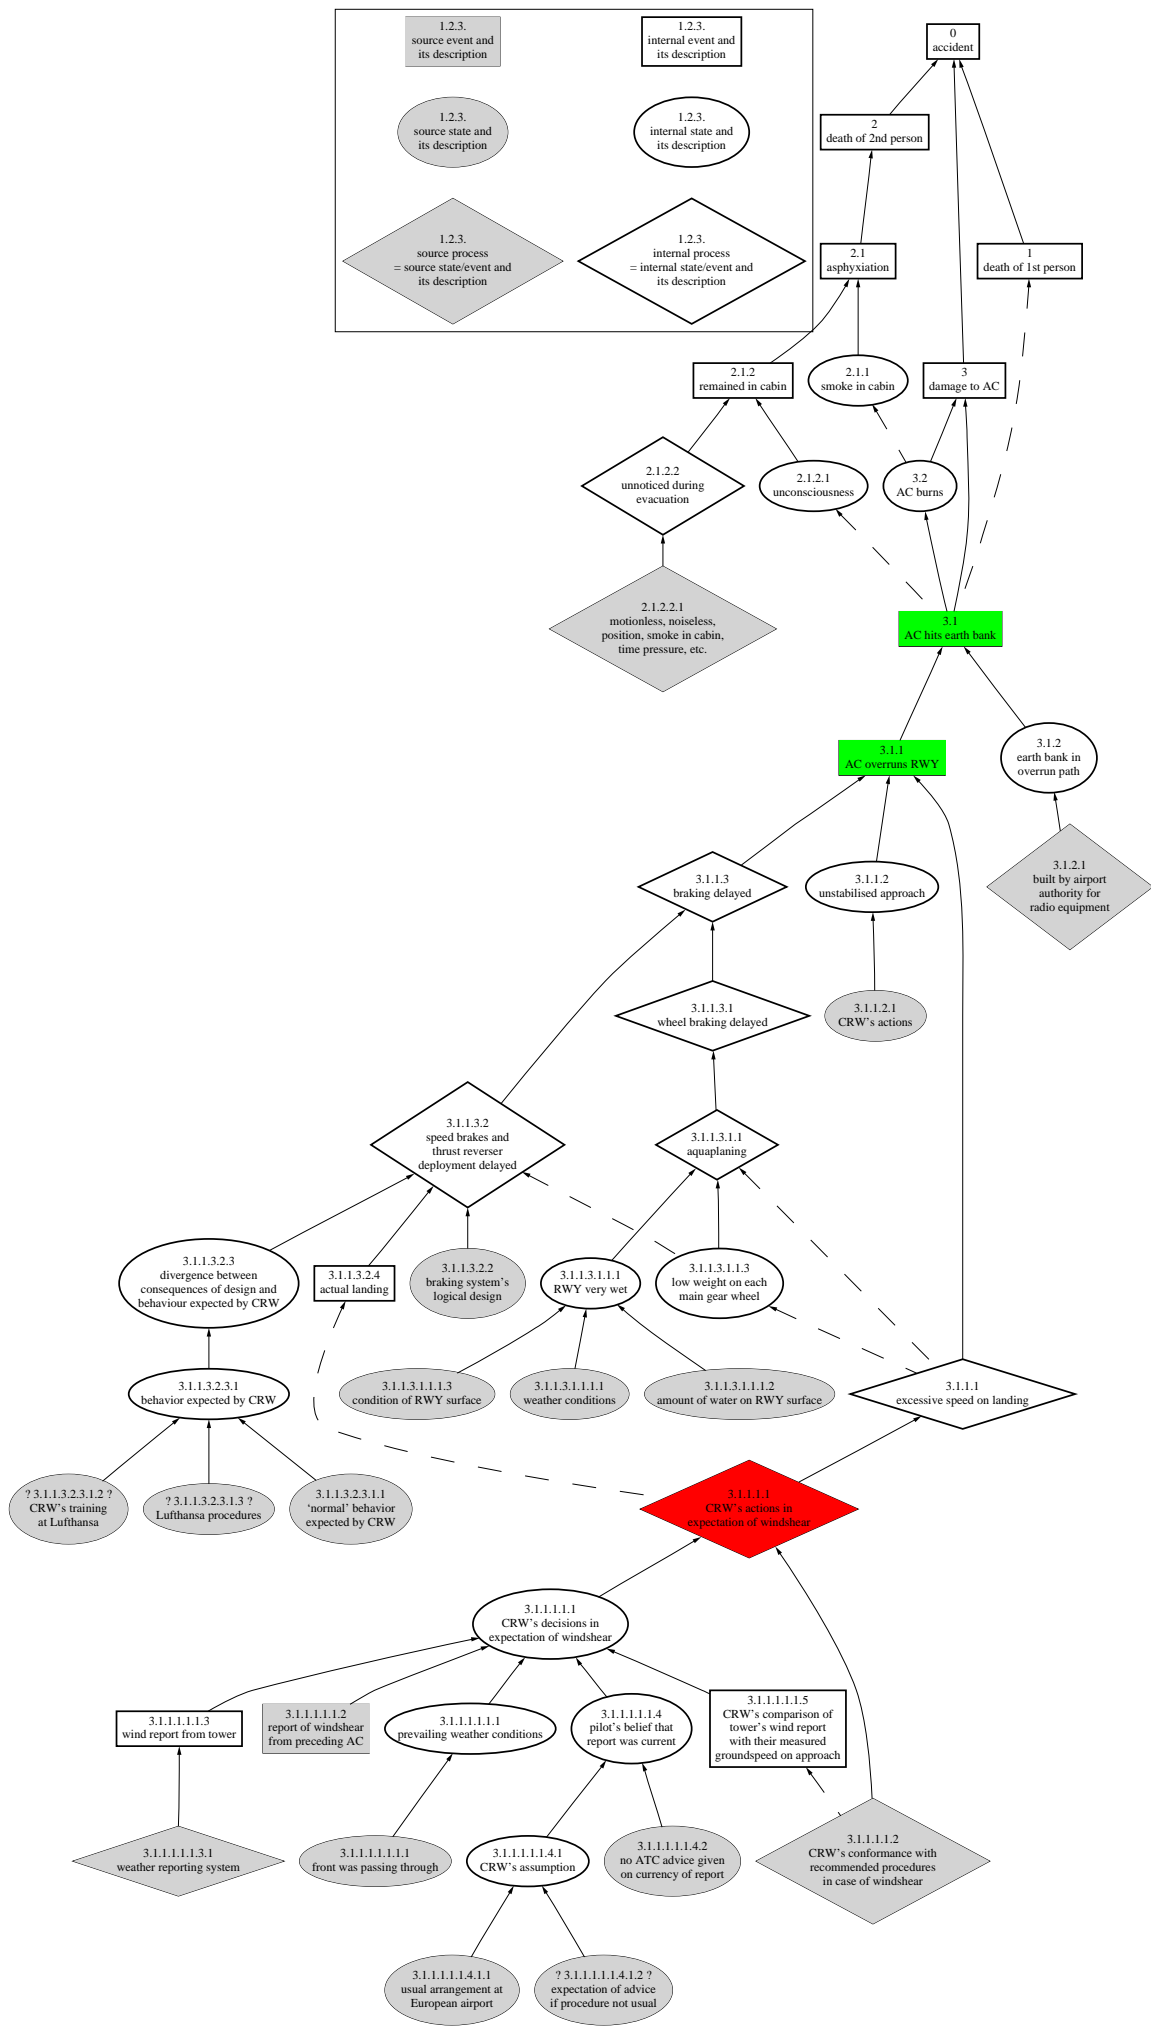 1.2.3.
source event and
its description
1.2.3.
internal event and
its description
0
accident
1.2.3.
source state and
its description
1.2.3.
internal state and
its description
2
death of 2nd person
1.2.3.
source process
= source state/event and
its description
1.2.3.
internal process
= internal state/event and
its description
2.1
asphyxiation
1
death of 1st person
2.1.2
remained in cabin
2.1.1
smoke in cabin
3
damage to AC
2.1.2.2
unnoticed during
evacuation
2.1.2.1
unconsciousness
3.2
AC burns
2.1.2.2.1
motionless, noiseless,
position, smoke in cabin,
time pressure, etc.
3.1
AC hits earth bank
3.1.1
AC overruns RWY
3.1.2
earth bank in
overrun path
3.1.1.3
braking delayed
3.1.1.2
unstabilised approach
3.1.2.1
built by airport
authority for
radio equipment
3.1.1.3.1
wheel braking delayed
3.1.1.2.1
CRW's actions
3.1.1.3.2
speed brakes and
thrust reverser
deployment delayed
3.1.1.3.1.1
aquaplaning
3.1.1.3.2.3
divergence between
consequences of design and
behaviour expected by CRW
3.1.1.3.2.4
actual landing
3.1.1.3.2.2
braking system's
logical design
3.1.1.3.1.1.1
RWY very wet
3.1.1.3.1.1.3
low weight on each
main gear wheel
3.1.1.3.2.3.1
behavior expected by CRW
3.1.1.3.1.1.1.3
condition of RWY surface
3.1.1.3.1.1.1.1
weather conditions
3.1.1.3.1.1.1.2
amount of water on RWY surface
3.1.1.1
excessive speed on landing
? 3.1.1.3.2.3.1.2 ?
CRW's training
at Lufthansa
? 3.1.1.3.2.3.1.3 ?
Lufthansa procedures
3.1.1.3.2.3.1.1
'normal' behavior
expected by CRW
3.1.1.1.1
CRW's actions in
expectation of windshear
3.1.1.1.1.1
CRW's decisions in
expectation of windshear
3.1.1.1.1.1.3
wind report from tower
3.1.1.1.1.1.2
report of windshear
from preceding AC
3.1.1.1.1.1.1
prevailing weather conditions
3.1.1.1.1.1.4
pilot's belief that
report was current
3.1.1.1.1.1.5
CRW's comparison of
tower's wind report
with their measured
groundspeed on approach
3.1.1.1.1.1.3.1
weather reporting system
3.1.1.1.1.1.1.1
front was passing through
3.1.1.1.1.1.4.1
CRW's assumption
3.1.1.1.1.1.4.2
no ATC advice given
on currency of report
3.1.1.1.1.2
CRW's conformance with
recommended procedures
in case of windshear
3.1.1.1.1.1.4.1.1
usual arrangement at
European airport
? 3.1.1.1.1.1.4.1.2 ?
expectation of advice
if procedure not usual